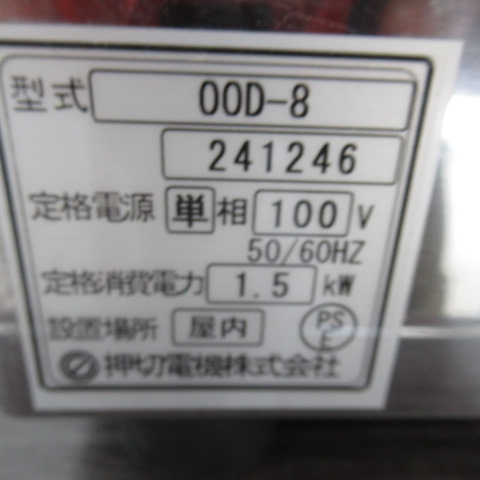 型式 OOD-8
241246
定格電源 単相 100 V
50/60HZ
定格消費電力 1.5 kW
設置場所 屋内 PSE
押切電機株式会社